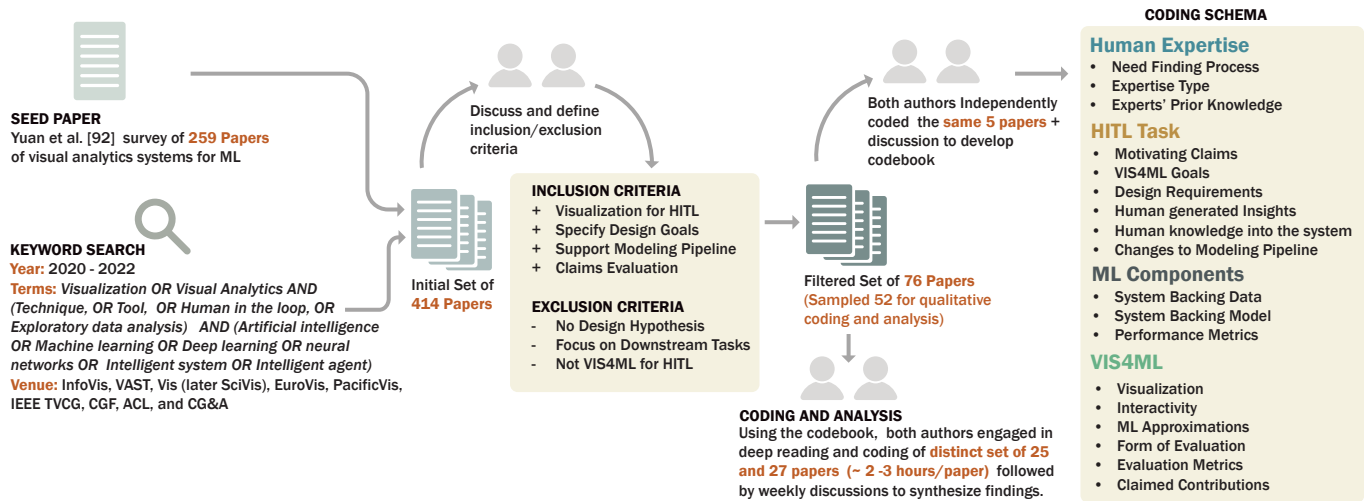 SEED PAPER
Yuan et al. [92] survey of 259 Papers
of visual analytics systems for ML
KEYWORD SEARCH
Year: 2020 - 2022
Terms: Visualization OR Visual Analytics AND
(Technique, OR Tool, OR Human in the loop, OR
Exploratory data analysis) AND (Artificial intelligence
OR Machine learning OR Deep learning OR neural
networks OR Intelligent system OR Intelligent agent)
Venue: InfoVis, VAST, Vis (later SciVis), EuroVis, PacificVis,
IEEE TVCG, CGF, ACL, and CG&A
Initial Set of
414 Papers
Discuss and define
inclusion/exclusion
criteria
INCLUSION CRITERIA
+ Visualization for HITL
+ Specify Design Goals
+ Support Modeling Pipeline
+ Claims Evaluation
EXCLUSION CRITERIA
- No Design Hypothesis
- Focus on Downstream Tasks
- Not VIS4ML for HITL
Filtered Set of 76 Papers
(Sampled 52 for qualitative
coding and analysis)
CODING AND ANALYSIS
Using the codebook, both authors engaged in
deep reading and coding of distinct set of 25
and 27 papers (~ 2 -3 hours/paper) followed
by weekly discussions to synthesize findings.
Both authors Independently
coded the same 5 papers +
discussion to develop
codebook
CODING SCHEMA
Human Expertise
• Need Finding Process
• Expertise Type
• Experts' Prior Knowledge
HITL Task
• Motivating Claims
• VIS4ML Goals
• Design Requirements
• Human generated Insights
• Human knowledge into the system
• Changes to Modeling Pipeline
ML Components
• System Backing Data
• System Backing Model
• Performance Metrics
VIS4ML
• Visualization
• Interactivity
• ML Approximations
• Form of Evaluation
• Evaluation Metrics
• Claimed Contributions